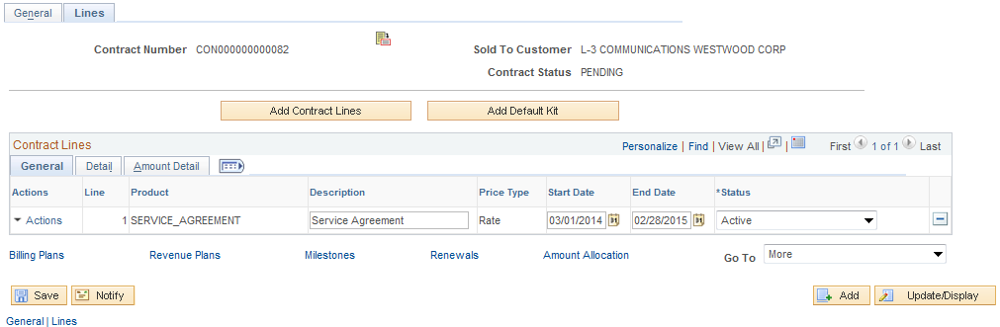 General Lines
Contract Number CON000000000082 Sold To Customer L-3 COMMUNICATIONS WESTWOOD CORP
Contract Status PENDING
Add Contract Lines Add Default Kit
Contract Lines Personalize | Find | View All | | First 1 of 1 Last
General Detail Amount Detail
Actions Line Product Description Price Type Start Date End Date *Status
Actions 1 SERVICE_AGREEMENT Service Agreement Rate 03/01/2014 02/28/2015 Active
Billing Plans Revenue Plans Milestones Renewals Amount Allocation Go To More
Save Notify Add Update/Display
General | Lines